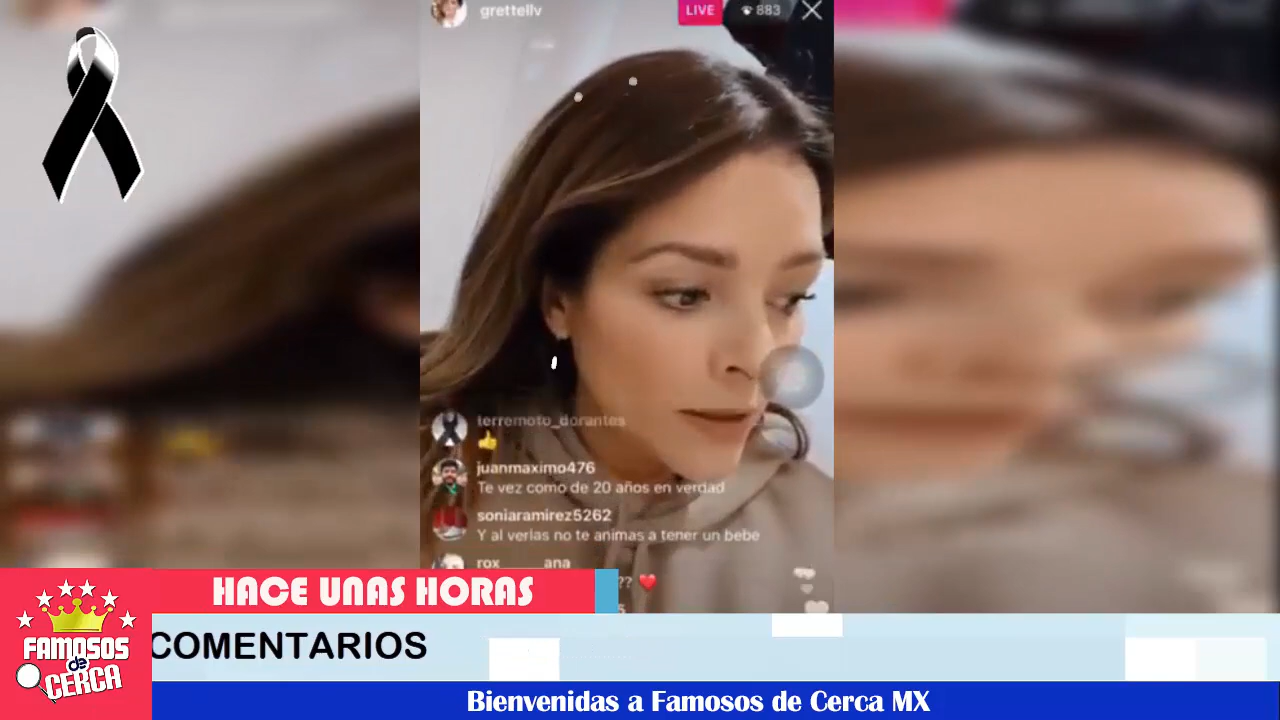 grettellv
LIVE
883
terremoto_dorantes
juanmaximo476
Te vez como de 20 años en verdad
soniaramirez5262
Y al verlas no te animas a tener un bebe
rox____ana
??
HACE UNAS HORAS
FAMOSOS
de
CERCA
COMENTARIOS
Bienvenidas a Famosos de Cerca MX